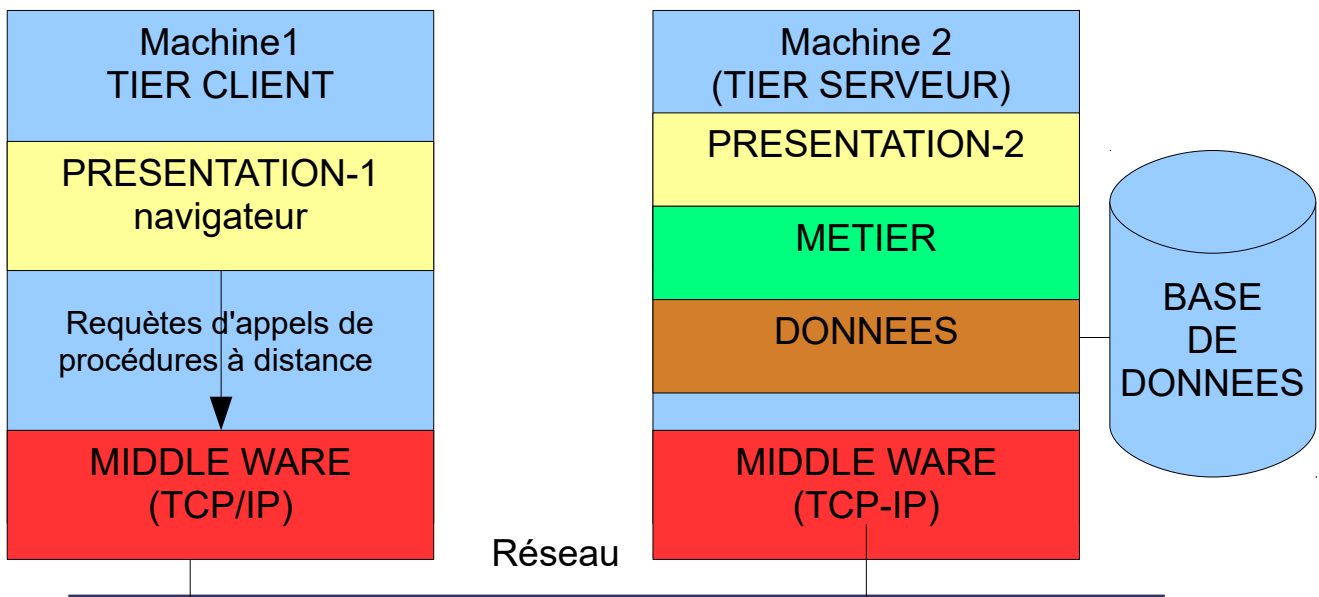 Machine1
TIER CLIENT
PRESENTATION-1
navigateur
Requètes d'appels de
procédures à distance
MIDDLE WARE
(TCP/IP)
Réseau
Machine 2
(TIER SERVEUR)
PRESENTATION-2
METIER
DONNEES
MIDDLE WARE
(TCP-IP)
BASE
DE
DONNEES